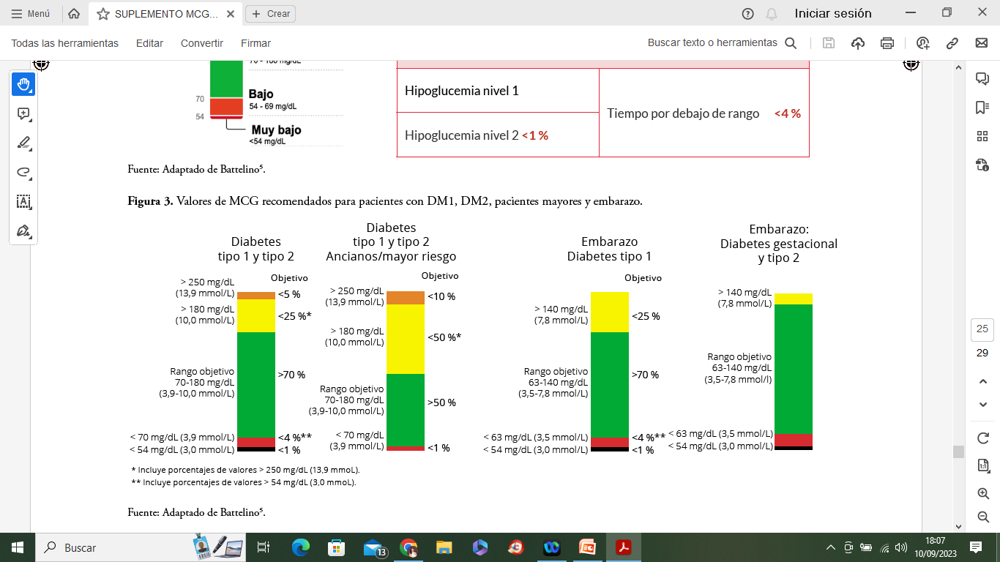 Menú
SUPLEMENTO MCG...
Crear
Iniciar sesión
Todas las herramientas
Editar
Convertir
Firmar
Buscar texto o herramientas
70
54
Bajo
54 - 69 mg/dL
Muy bajo
<54 mg/dL
Hipoglucemia nivel 1
Hipoglucemia nivel 2 <1 %
Tiempo por debajo de rango <4 %
Fuente: Adaptado de Battelino⁵.
Figura 3. Valores de MCG recomendados para pacientes con DM1, DM2, pacientes mayores y embarazo.
Diabetes
tipo 1 y tipo 2
Objetivo
> 250 mg/dL
(13,9 mmol/L)
<5 %
> 180 mg/dL
(10,0 mmol/L)
<25 %*
Rango objetivo
70-180 mg/dL
(3,9-10,0 mmol/L)
>70 %
< 70 mg/dL (3,9 mmol/L)
<4 %**
< 54 mg/dL (3,0 mmol/L)
<1 %
Diabetes
tipo 1 y tipo 2
Ancianos/mayor riesgo
Objetivo
> 250 mg/dL
(13,9 mmol/L)
<10 %
> 180 mg/dL
(10,0 mmol/L)
<50 %*
Rango objetivo
70-180 mg/dL
(3,9-10,0 mmol/L)
>50 %
< 70 mg/dL
(3,9 mmol/L)
<1 %
Embarazo
Diabetes tipo 1
Objetivo
> 140 mg/dL
(7,8 mmol/L)
<25 %
Rango objetivo
63-140 mg/dL
(3,5-7,8 mmol/L)
>70 %
< 63 mg/dL (3,5 mmol/L)
<4 %**
< 54 mg/dL (3,0 mmol/L)
<1 %
Embarazo:
Diabetes gestacional
y tipo 2
> 140 mg/dL
(7,8 mmol/L)
Rango objetivo
63-140 mg/dL
(3,5-7,8 mmol/l)
< 63 mg/dL (3,5 mmol/L)
< 54 mg/dL (3,0 mmol/L)
* Incluye porcentajes de valores > 250 mg/dL (13,9 mmoL).
** Incluye porcentajes de valores > 54 mg/dL (3,0 mmoL).
Fuente: Adaptado de Battelino⁵.
25
29
1:1
Buscar
13
18:07
10/09/2023